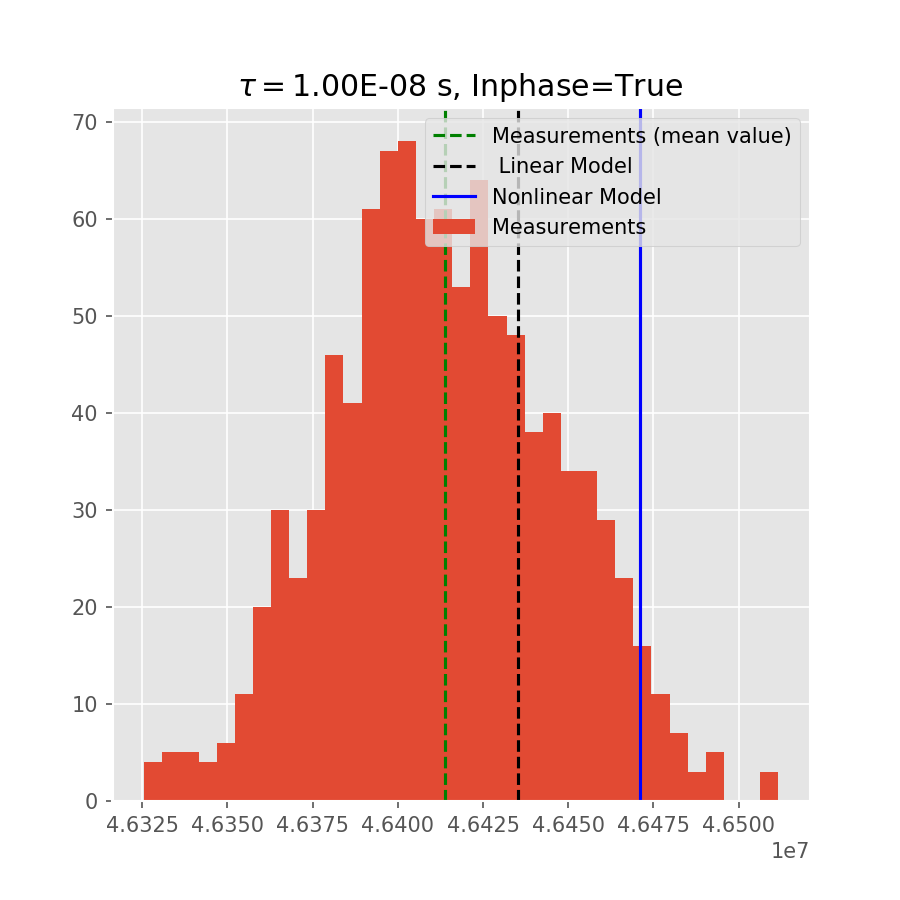 τ = 1.00E-08 s, Inphase=True
Measurements (mean value)
Linear Model
Nonlinear Model
Measurements
70
60
50
40
30
20
10
0
4.6325 4.6350 4.6375 4.6400 4.6425 4.6450 4.6475 4.6500
1e7